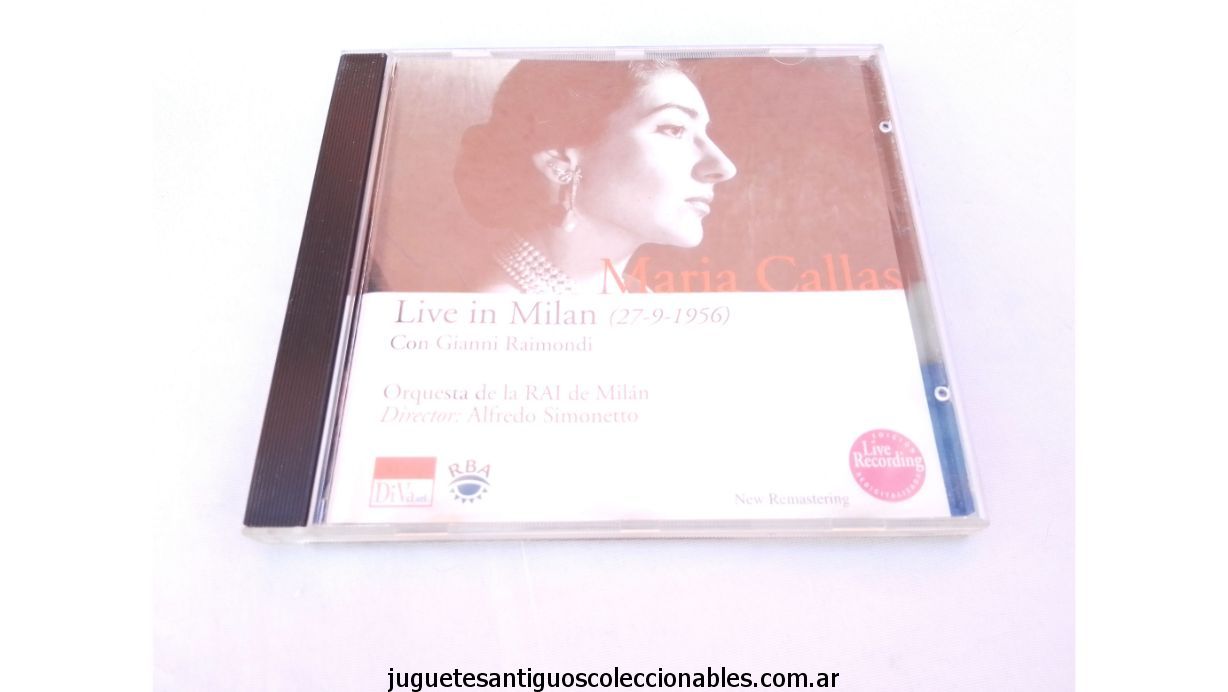 Maria Callas
Live in Milan (27-9-1956)
Con Gianni Raimondi
Orquesta de la RAI de Milán
Director: Alfredo Simonetto
DiVa
RBA
New Remastering
EDICIÓN
Live
Recording
juguetesantiguoscoleccionables.com.ar